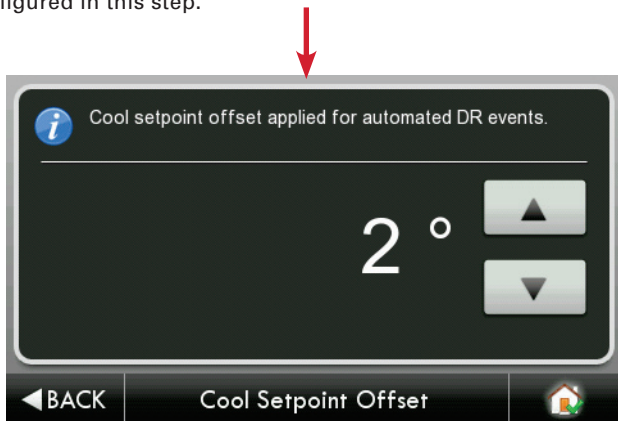 figured in this step.
Cool setpoint offset applied for automated DR events.
2 °
BACK
Cool Setpoint Offset